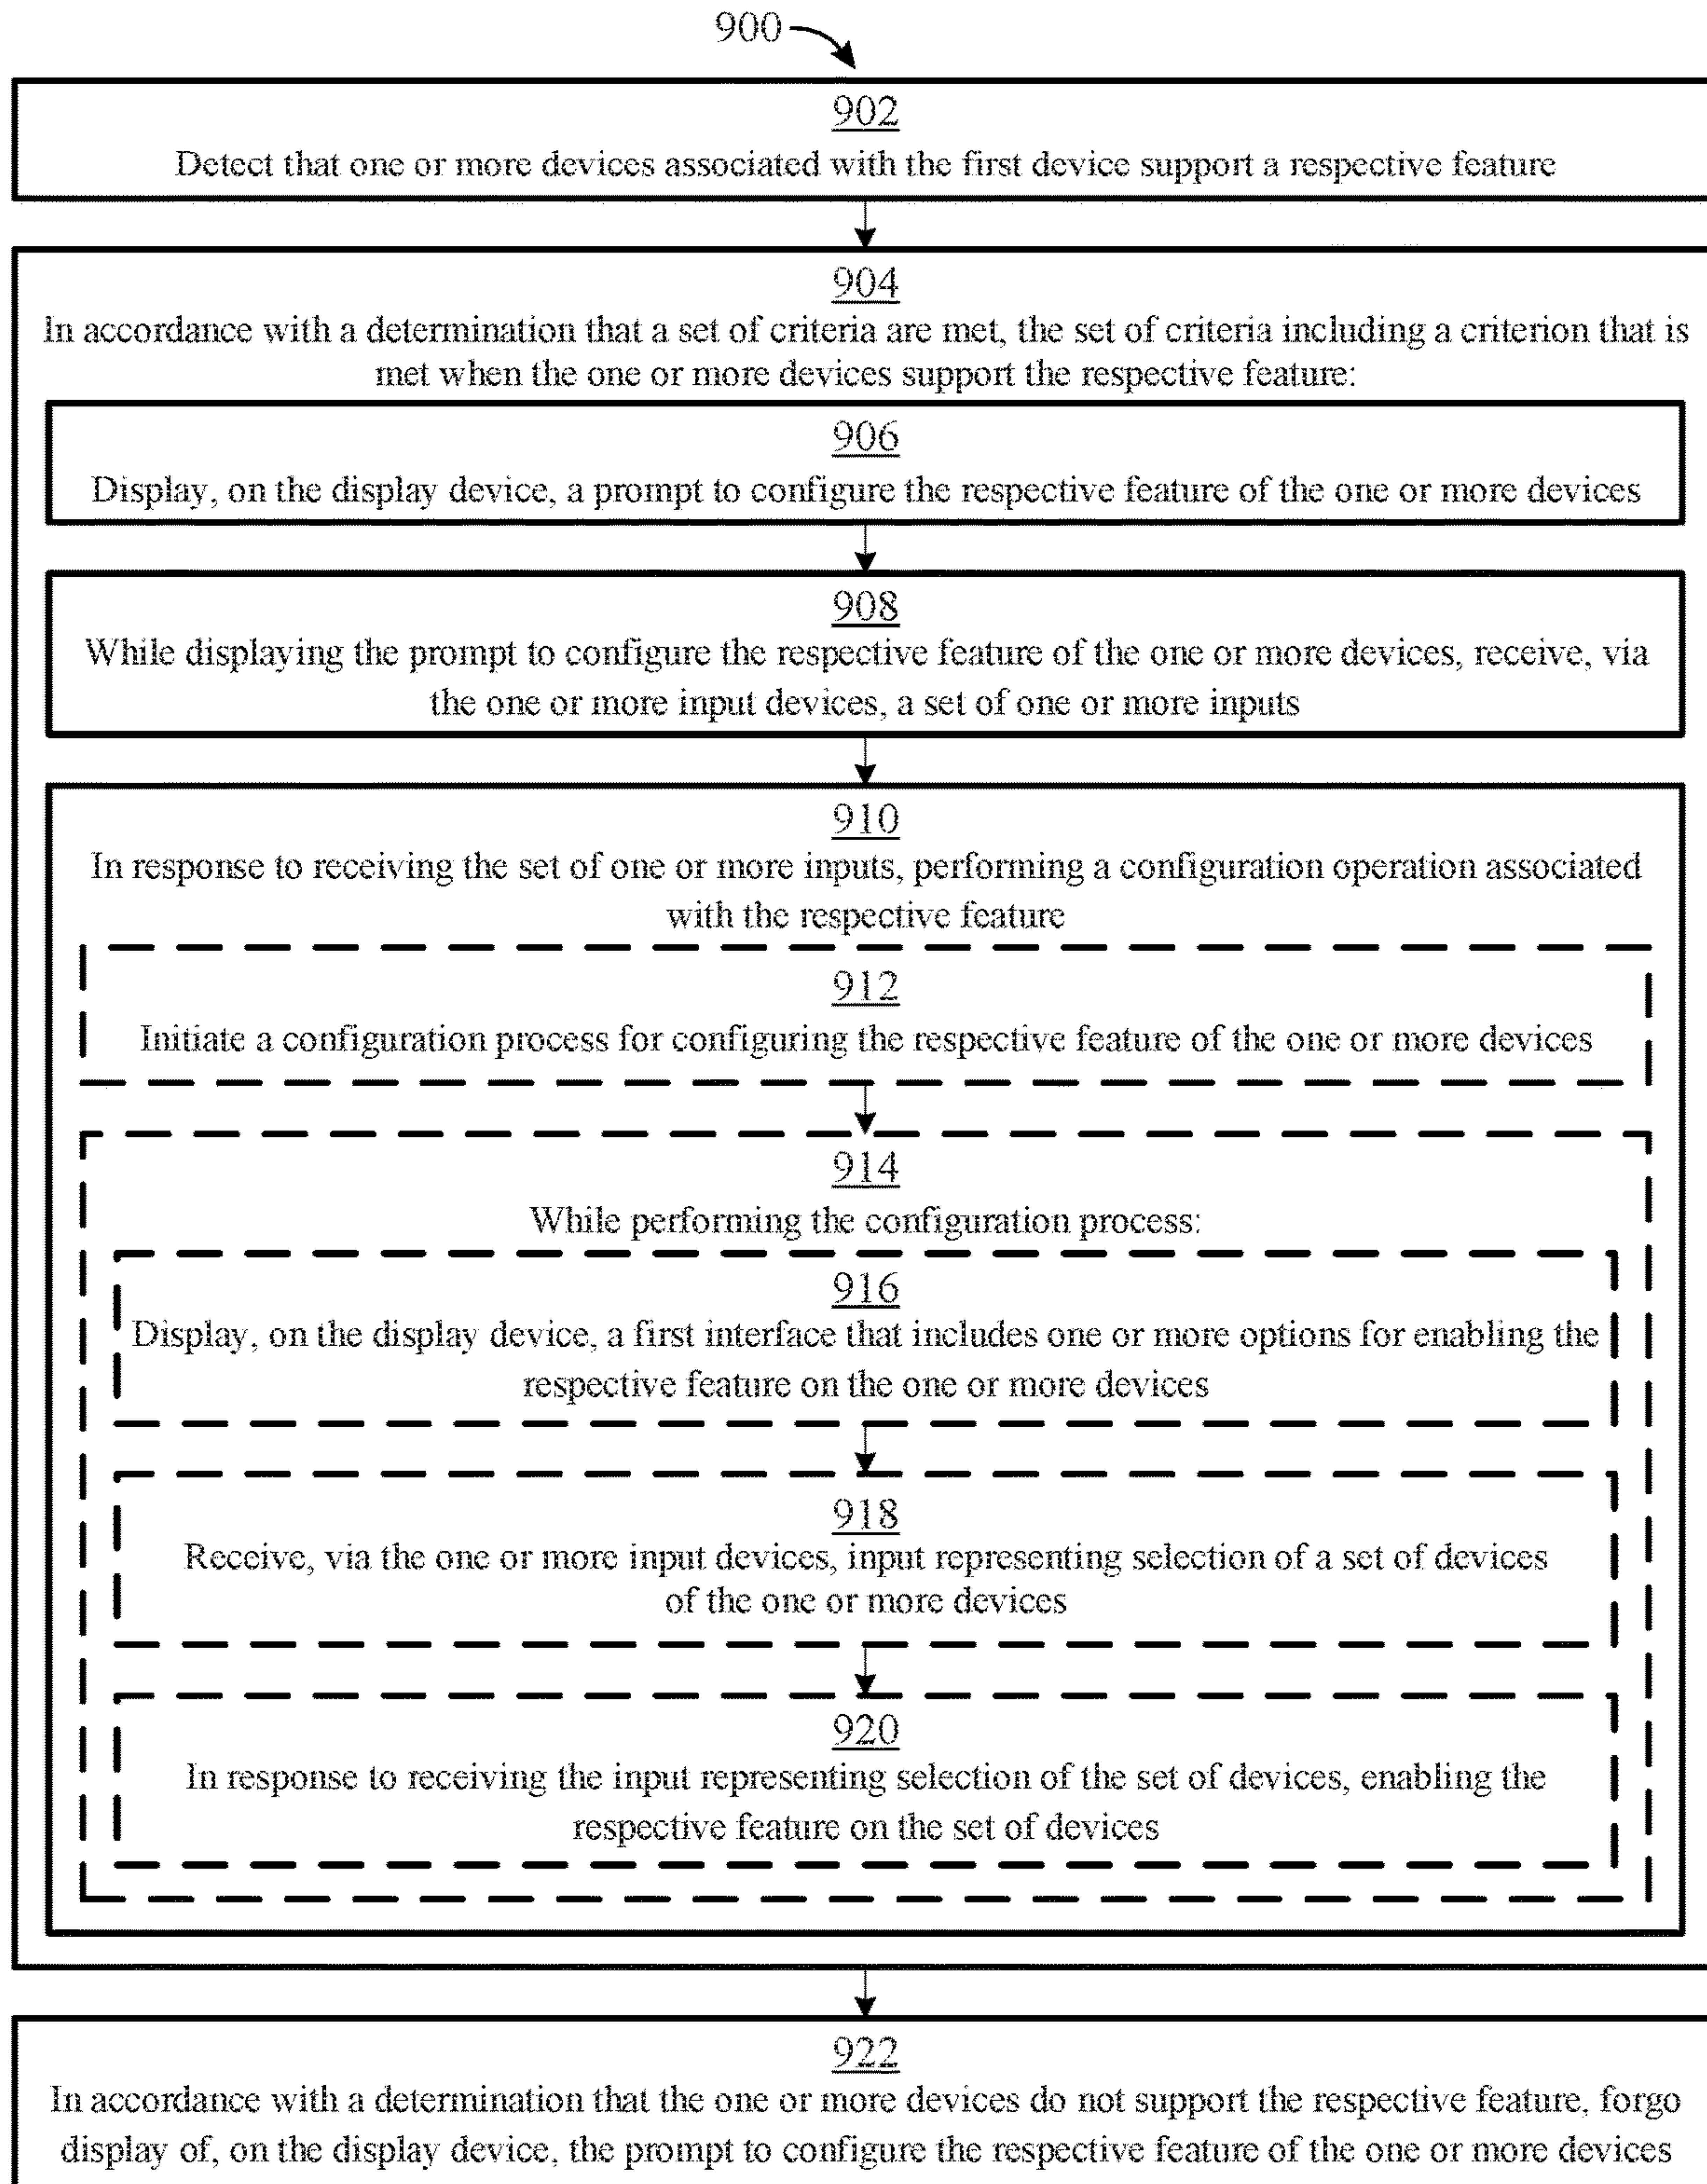 900
902
Detect that one or more devices associated with the first device support a respective feature
904
In accordance with a determination that a set of criteria are met, the set of criteria including a criterion that is
met when the one or more devices support the respective feature:
906
Display, on the display device, a prompt to configure the respective feature of the one or more devices
908
While displaying the prompt to configure the respective feature of the one or more devices, receive, via
the one or more input devices, a set of one or more inputs
910
In response to receiving the set of one or more inputs, performing a configuration operation associated
with the respective feature
912
Initiate a configuration process for configuring the respective feature of the one or more devices
914
While performing the configuration process:
916
Display, on the display device, a first interface that includes one or more options for enabling the
respective feature on the one or more devices
918
Receive, via the one or more input devices, input representing selection of a set of devices
of the one or more devices
920
In response to receiving the input representing selection of the set of devices, enabling the
respective feature on the set of devices
922
In accordance with a determination that the one or more devices do not support the respective feature, forgo
display of, on the display device, the prompt to configure the respective feature of the one or more devices